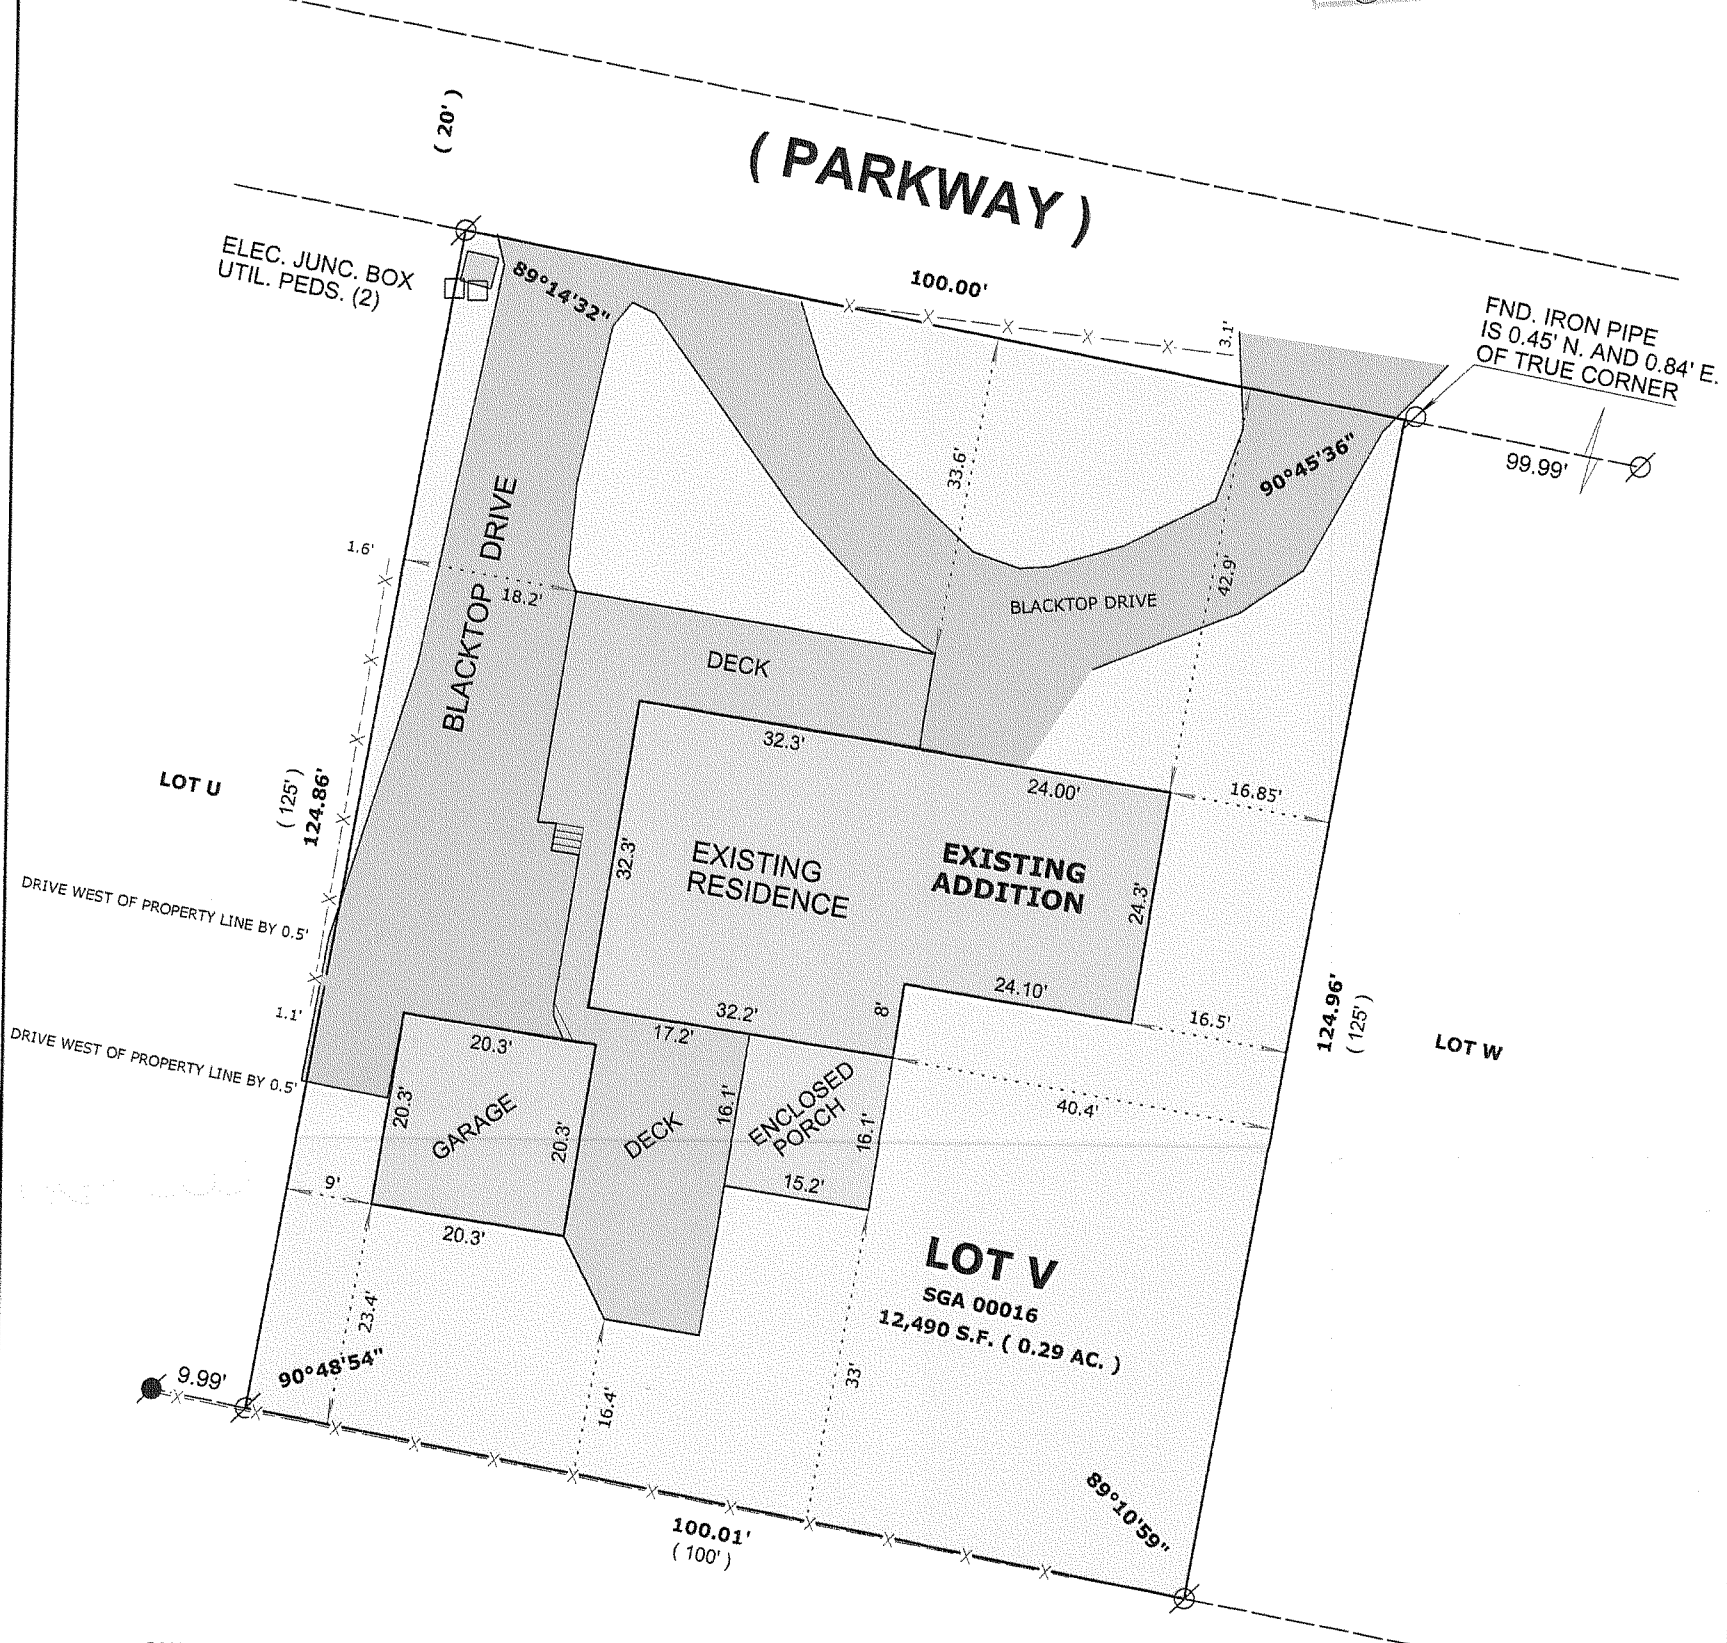 ( 20' )
( PARKWAY )
ELEC. JUNC. BOX
UTIL. PEDS. (2)
89°14'32"
100.00'
3.1'
FND. IRON PIPE
IS 0.45' N. AND 0.84' E.
OF TRUE CORNER
90°45'36"
99.99'
33.6'
42.9'
1.6'
18.2'
BLACKTOP DRIVE
BLACKTOP DRIVE
DECK
32.3'
24.00'
16.85'
LOT U
( 125' )
124.86'
32.3'
EXISTING
RESIDENCE
EXISTING
ADDITION
24.3'
DRIVE WEST OF PROPERTY LINE BY 0.5'
24.10'
8'
32.2'
17.2'
16.5'
124.96'
( 125' )
LOT W
1.1'
DRIVE WEST OF PROPERTY LINE BY 0.5'
20.3'
20.3'
GARAGE
20.3'
DECK
16.1'
ENCLOSED
PORCH
16.1'
40.4'
9'
15.2'
20.3'
LOT V
SGA 00016
12,490 S.F. ( 0.29 AC. )
23.4'
9.99'
90°48'54"
16.4'
33'
89°10'59"
100.01'
( 100' )